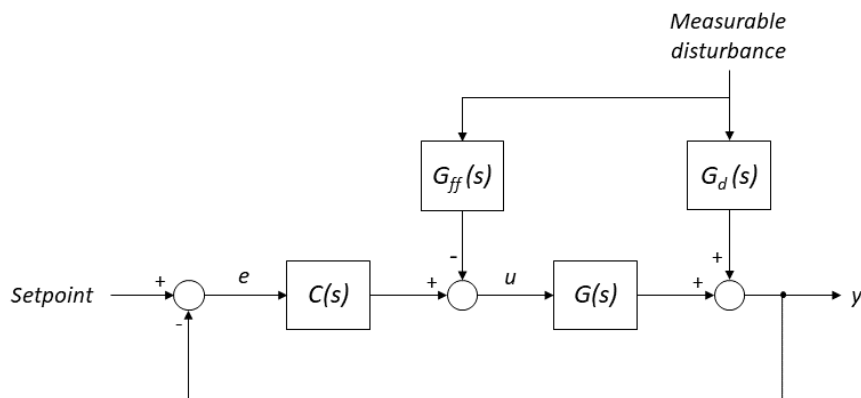 Measurable
disturbance
G_ff(s)
G_d(s)
-
+
Setpoint
+
e
C(s)
+
u
G(s)
+
y
-